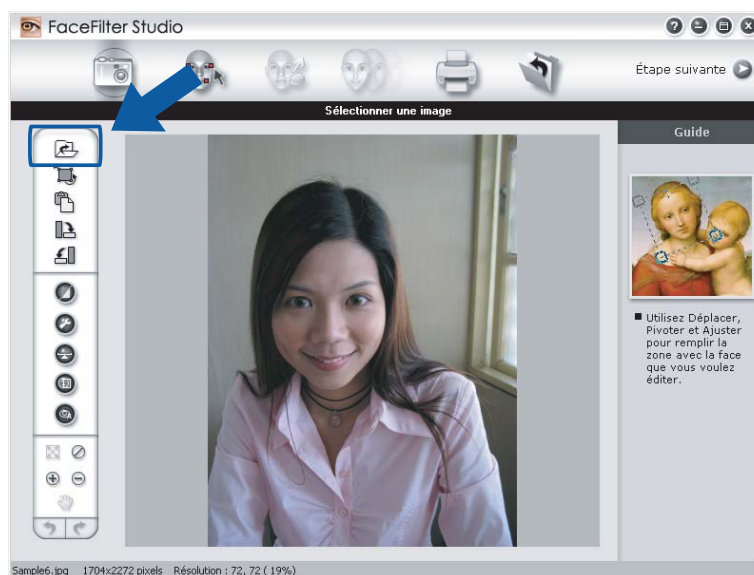 FaceFilter Studio
Étape suivante
Sélectionner une image
Guide
Utilisez Déplacer,
Pivoter et Ajuster
pour remplir la
zone avec la face
que vous voulez
éditer.
Sample6.jpg 1704x2272 pixels Résolution : 72, 72 ( 19%)